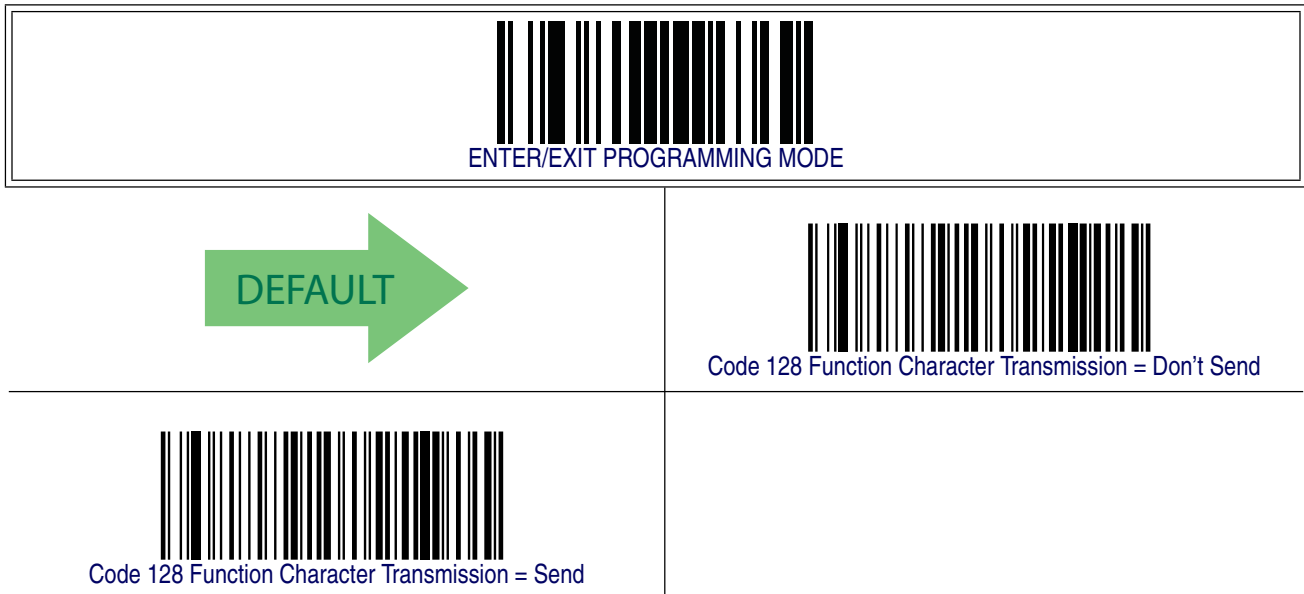 ENTER/EXIT PROGRAMMING MODE
DEFAULT
Code 128 Function Character Transmission = Don’t Send
Code 128 Function Character Transmission = Send